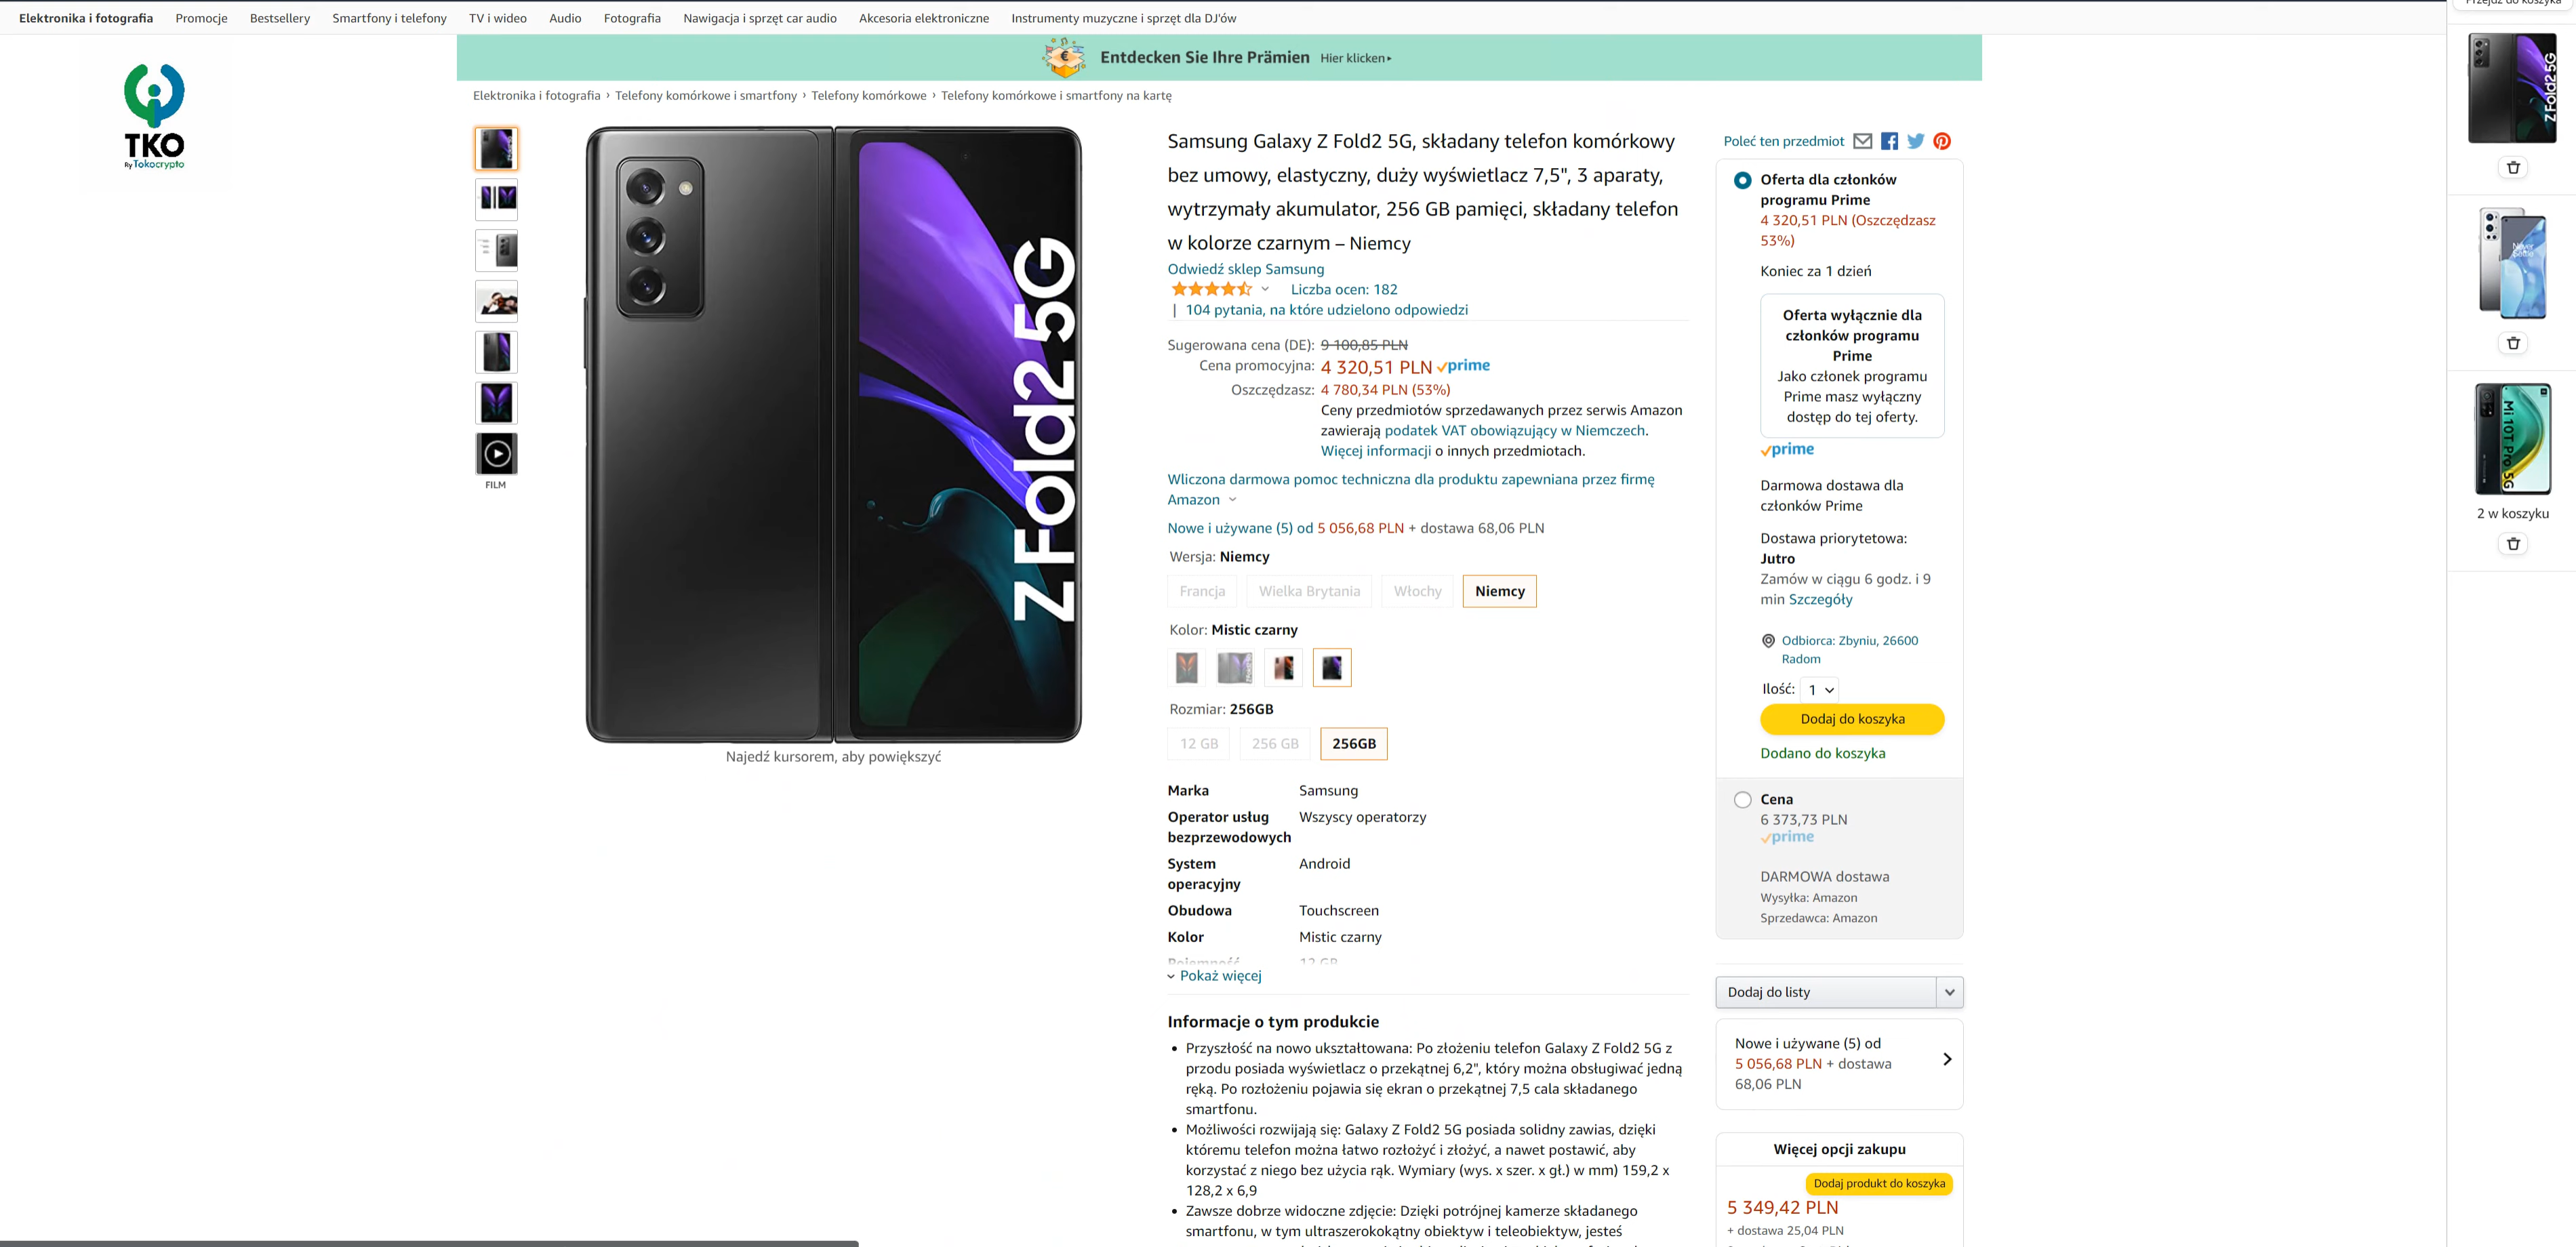 Elektronika i fotografia Promocje Bestsellery Smartfony i telefony TV i wideo Audio Fotografia Nawigacja i sprzęt car audio Akcesoria elektroniczne Instrumenty muzyczne i sprzęt dla DJ'ów
TKO
By Tokocrypto
Entdecken Sie Ihre Prämien Hier klicken▸
Elektronika i fotografia › Telefony komórkowe i smartfony › Telefony komórkowe › Telefony komórkowe i smartfony na kartę
FILM
Z Fold2 5G
Najedź kursorem, aby powiększyć
Samsung Galaxy Z Fold2 5G, składany telefon komórkowy
bez umowy, elastyczny, duży wyświetlacz 7,5", 3 aparaty,
wytrzymały akumulator, 256 GB pamięci, składany telefon
w kolorze czarnym – Niemcy
Odwiedź sklep Samsung
Liczba ocen: 182
| 104 pytania, na które udzielono odpowiedzi
Sugerowana cena (DE): 9 100,85 PLN
Cena promocyjna: 4 320,51 PLN prime
Oszczędzasz: 4 780,34 PLN (53%)
Ceny przedmiotów sprzedawanych przez serwis Amazon
zawierają podatek VAT obowiązujący w Niemczech.
Więcej informacji o innych przedmiotach.
Wliczona darmowa pomoc techniczna dla produktu zapewniana przez firmę
Amazon
Nowe i używane (5) od 5 056,68 PLN + dostawa 68,06 PLN
Wersja: Niemcy
Francja Wielka Brytania Włochy Niemcy
Kolor: Mistic czarny
Rozmiar: 256GB
12 GB 256 GB 256GB
Marka Samsung
Operator usług Wszyscy operatorzy
bezprzewodowych
System Android
operacyjny
Obudowa Touchscreen
Kolor Mistic czarny
Pojemność 12 GB
Pokaż więcej
Informacje o tym produkcie
• Przyszłość na nowo ukształtowana: Po złożeniu telefon Galaxy Z Fold2 5G z
przodu posiada wyświetlacz o przekątnej 6,2", który można obsługiwać jedną
ręką. Po rozłożeniu pojawia się ekran o przekątnej 7,5 cala składanego
smartfonu.
• Możliwości rozwijają się: Galaxy Z Fold2 5G posiada solidny zawias, dzięki
któremu telefon można łatwo rozłożyć i złożyć, a nawet postawić, aby
korzystać z niego bez użycia rąk. Wymiary (wys. x szer. x gł.) w mm) 159,2 x
128,2 x 6,9
• Zawsze dobrze widoczne zdjęcie: Dzięki potrójnej kamerze składanego
smartfonu, w tym ultraszerokokątny obiektyw i teleobiektyw, jesteś
Poleć ten przedmiot
Oferta dla członków
programu Prime
4 320,51 PLN (Oszczędzasz
53%)
Koniec za 1 dzień
Oferta wyłącznie dla
członków programu
Prime
Jako członek programu
Prime masz wyłączny
dostęp do tej oferty.
prime
Darmowa dostawa dla
członków Prime
Dostawa priorytetowa:
Jutro
Zamów w ciągu 6 godz. i 9
min Szczegóły
Odbiorca: Zbyniu, 26600
Radom
Ilość: 1
Dodaj do koszyka
Dodano do koszyka
Cena
6 373,73 PLN
prime
DARMOWA dostawa
Wysyłka: Amazon
Sprzedawca: Amazon
Dodaj do listy
Nowe i używane (5) od
5 056,68 PLN + dostawa
68,06 PLN
Więcej opcji zakupu
Dodaj produkt do koszyka
5 349,42 PLN
+ dostawa 25,04 PLN
Przejdź do koszyka
Z Fold2 5G
Never
Settle
Mi 10T Pro 5G
2 w koszyku